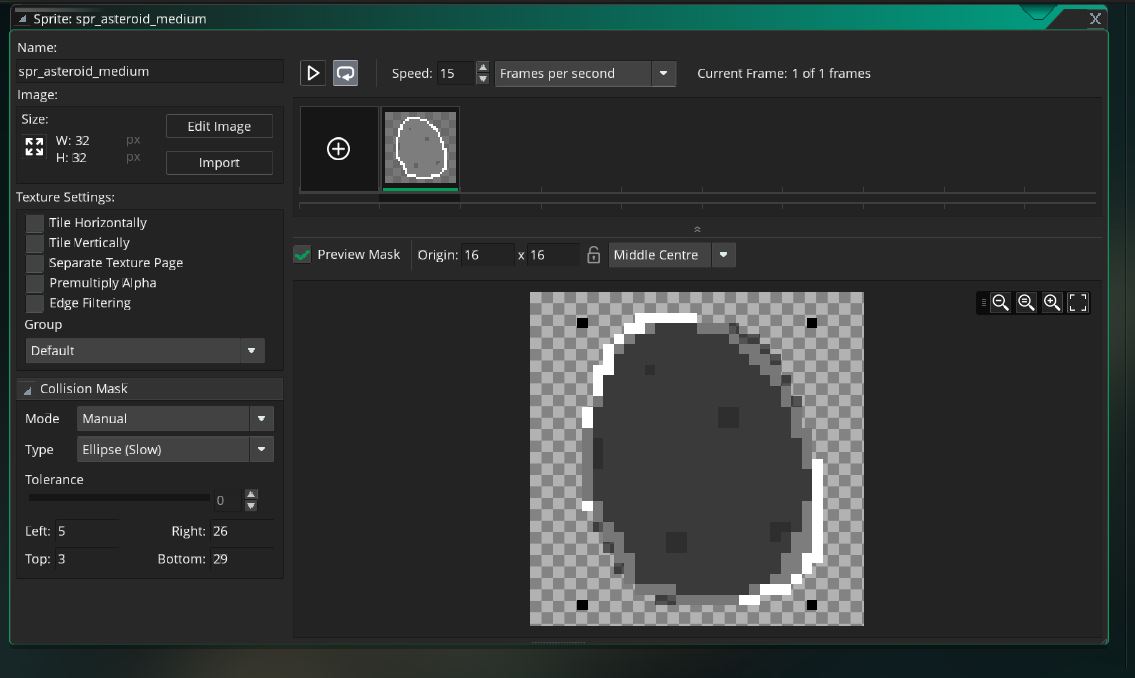 Sprite: spr_asteroid_medium
X
Name:
spr_asteroid_medium
Image:
Size:
W: 32 px
H: 32 px
Edit Image
Import
Texture Settings:
Tile Horizontally
Tile Vertically
Separate Texture Page
Premultiply Alpha
Edge Filtering
Group
Default
Collision Mask
Mode Manual
Type Ellipse (Slow)
Tolerance
0
Left: 5 Right: 26
Top: 3 Bottom: 29
Speed: 15 Frames per second Current Frame: 1 of 1 frames
Preview Mask Origin: 16 x 16 Middle Centre